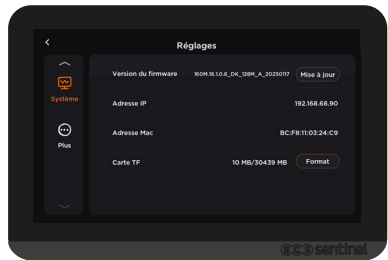 Réglages
Version du firmware 160M.16.1.0.6_DK_128M_A_20250117 Mise à jour
Système
Adresse IP 192.168.68.90
Adresse Mac BC:F8:11:03:24:C9
Plus
Carte TF 10 MB/30439 MB Format
sentinel